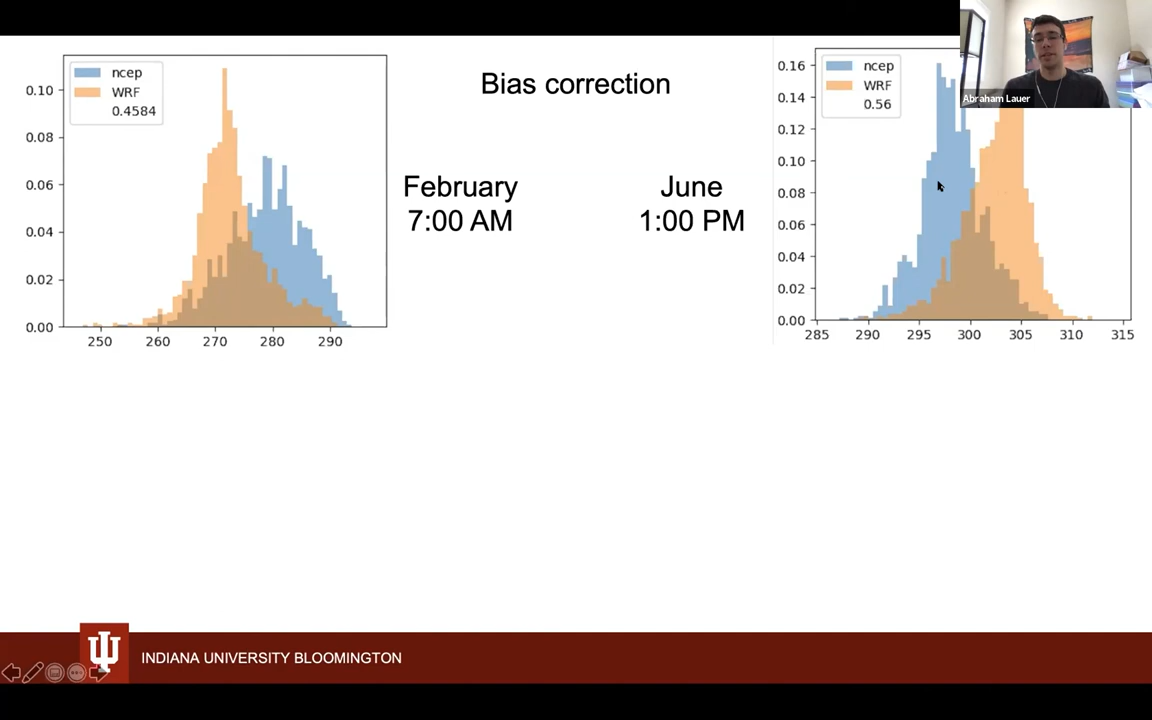 Bias correction
ncep
WRF
0.4584
0.10
0.08
0.06
0.04
0.02
0.00
250
260
270
280
290
February
7:00 AM
June
1:00 PM
ncep
WRF
0.56
0.16
0.14
0.12
0.10
0.08
0.06
0.04
0.02
0.00
285
290
295
300
305
310
315
Abraham Lauer
INDIANA UNIVERSITY BLOOMINGTON